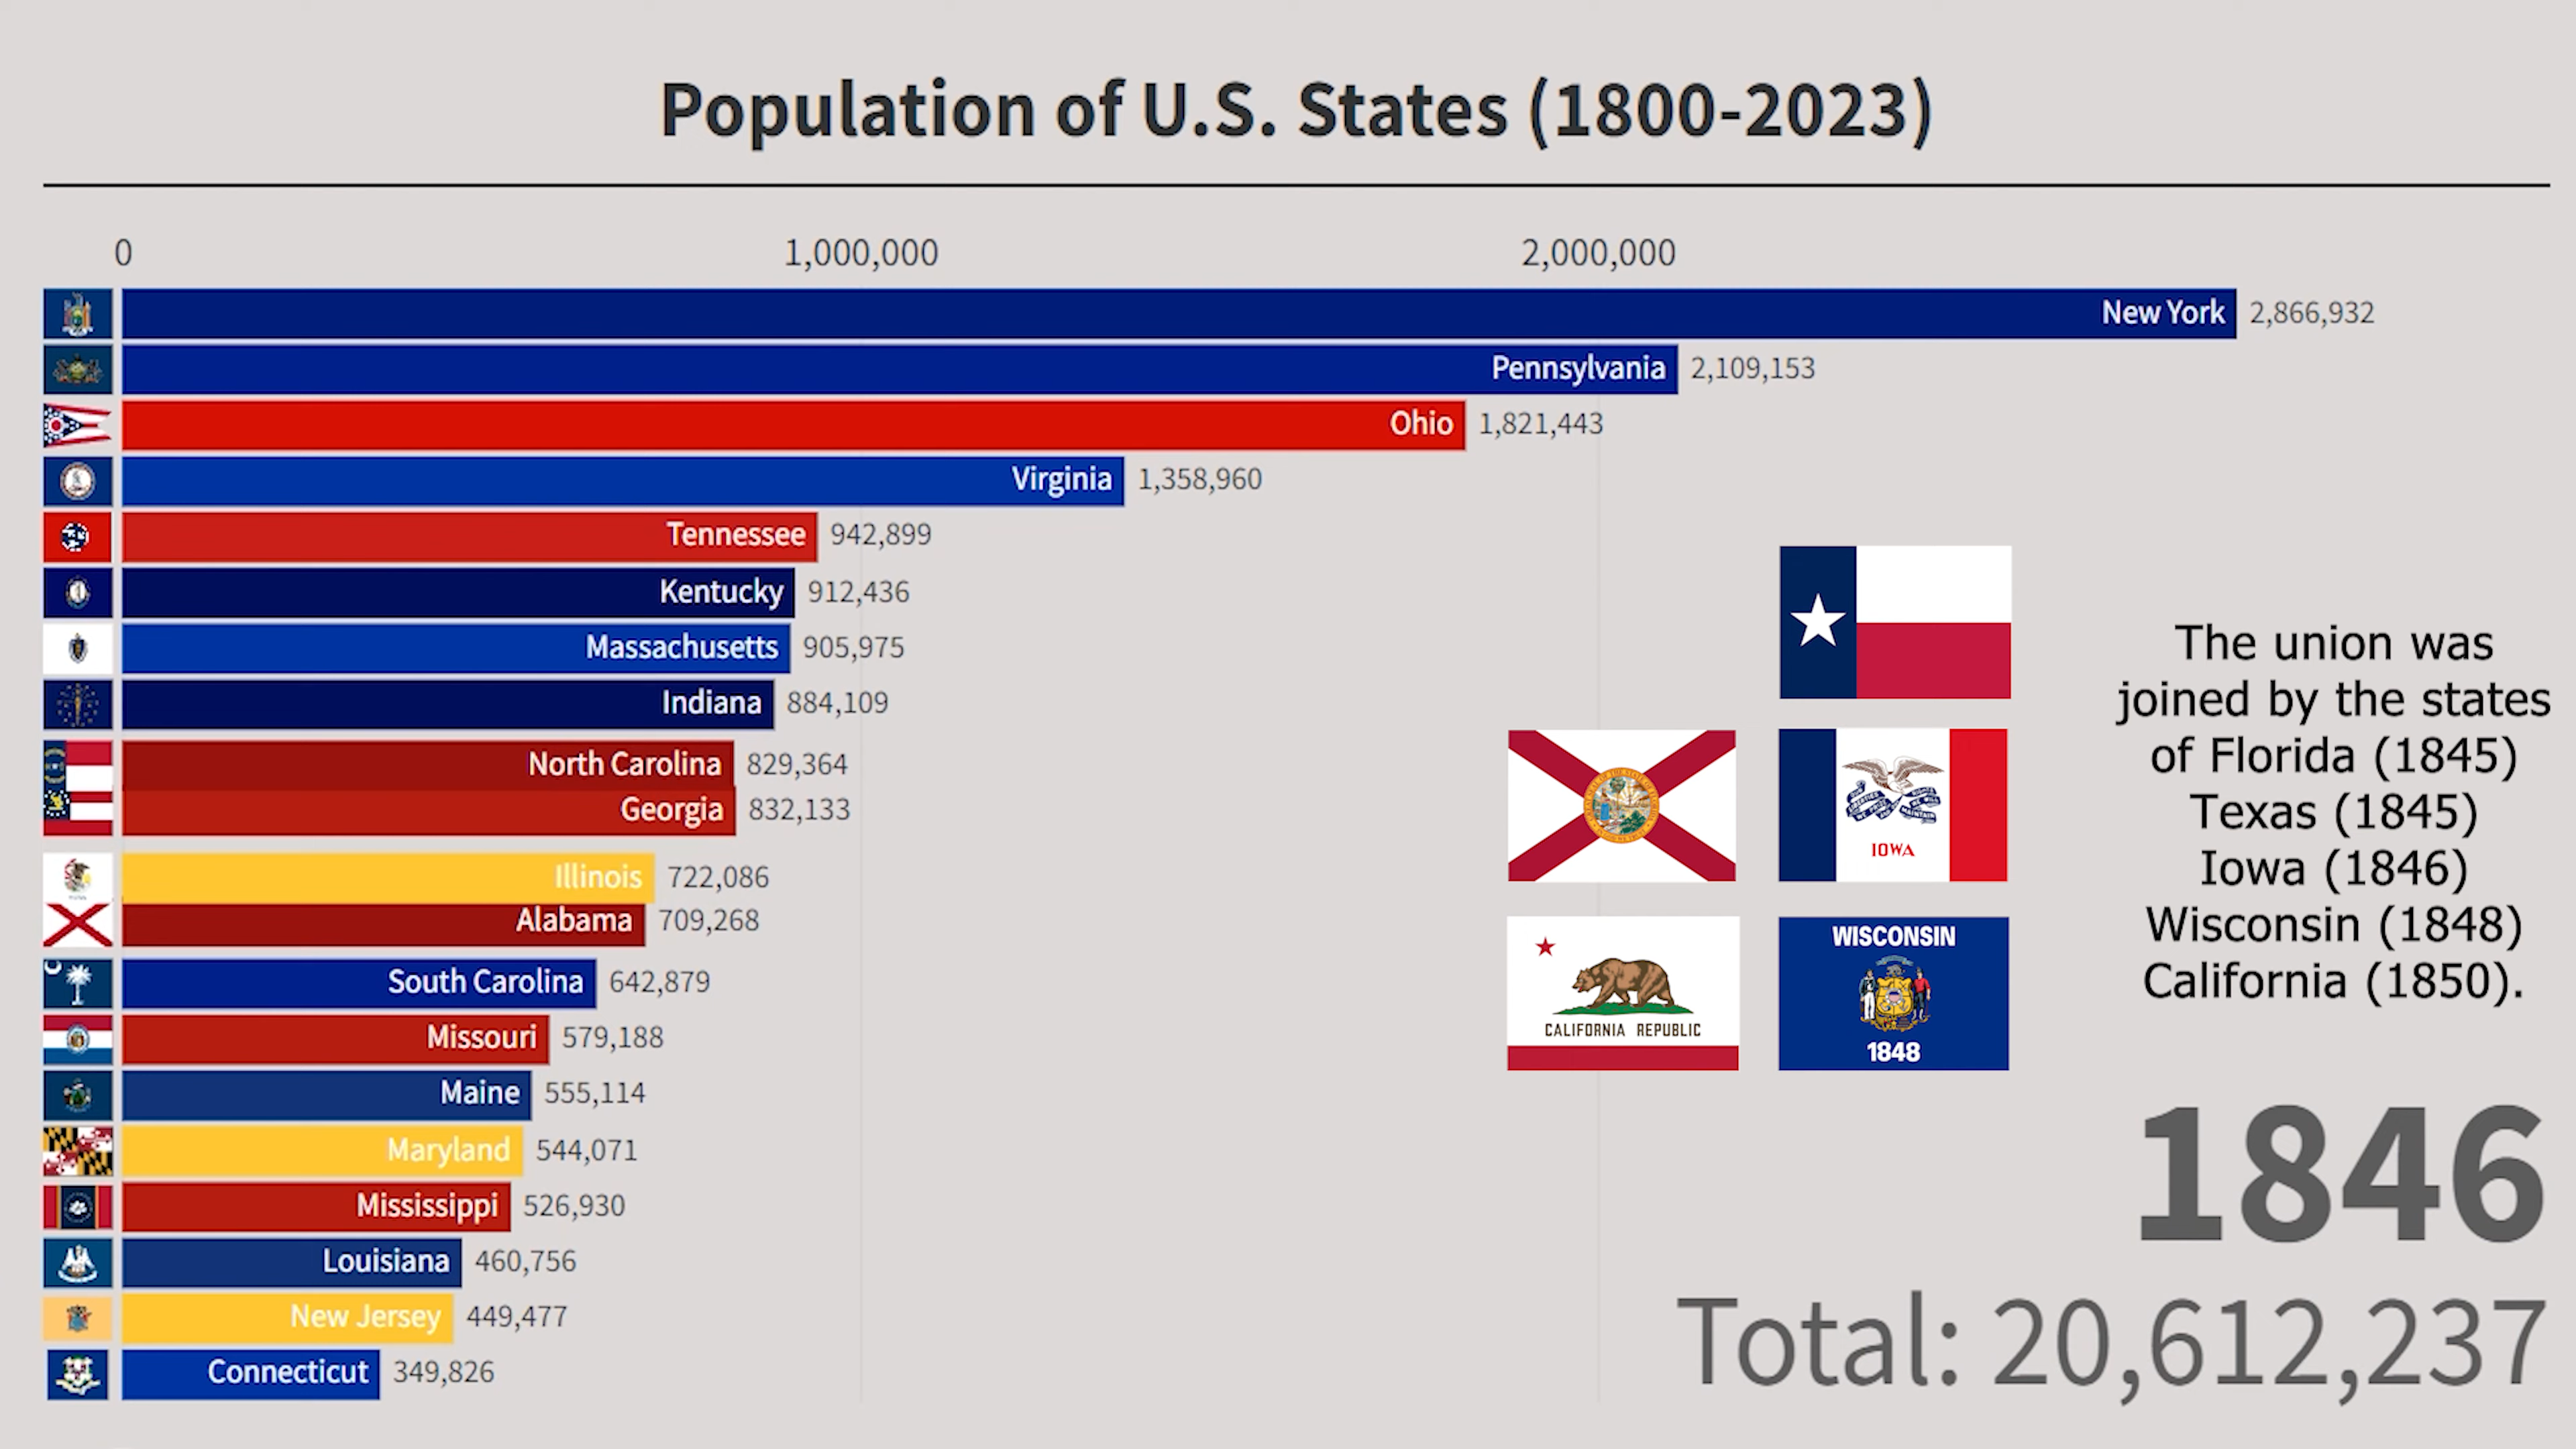 Population of U.S. States (1800-2023)
0 1,000,000 2,000,000
New York 2,866,932
Pennsylvania 2,109,153
Ohio 1,821,443
Virginia 1,358,960
Tennessee 942,899
Kentucky 912,436
Massachusetts 905,975
Indiana 884,109
North Carolina 829,364
Georgia 832,133
Illinois 722,086
Alabama 709,268
South Carolina 642,879
Missouri 579,188
Maine 555,114
Maryland 544,071
Mississippi 526,930
Louisiana 460,756
New Jersey 449,477
Connecticut 349,826
IOWA
CALIFORNIA REPUBLIC
WISCONSIN
1848
The union was
joined by the states
of Florida (1845)
Texas (1845)
Iowa (1846)
Wisconsin (1848)
California (1850).
1846
Total: 20,612,237